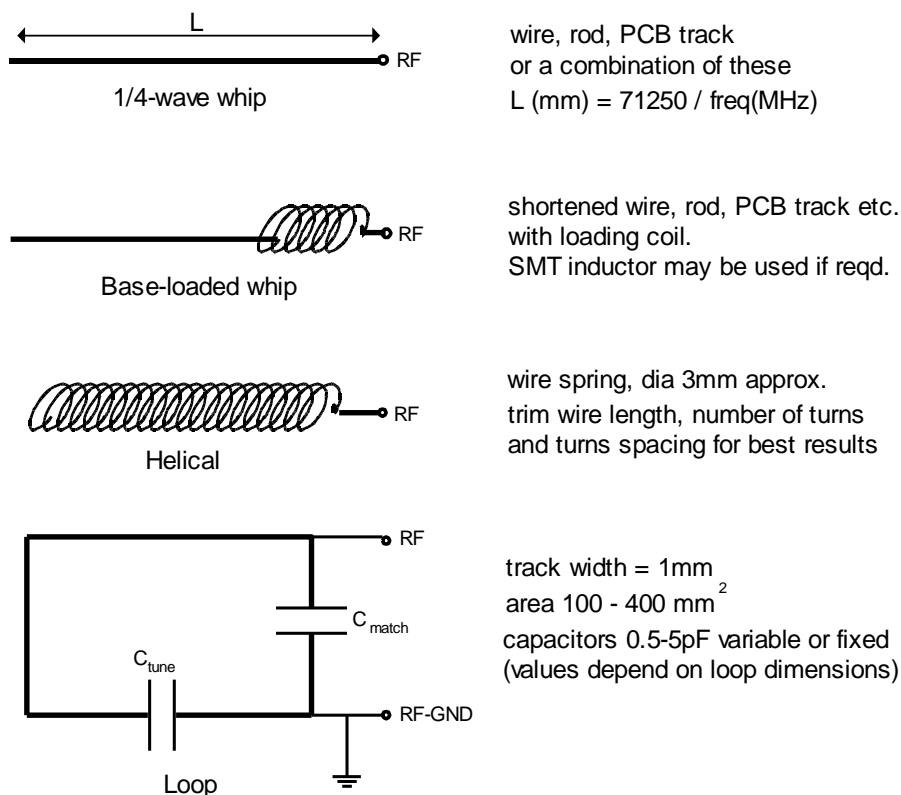 L
RF
1/4-wave whip
wire, rod, PCB track
or a combination of these
L (mm) = 71250 / freq(MHz)
RF
Base-loaded whip
shortened wire, rod, PCB track etc.
with loading coil.
SMT inductor may be used if reqd.
RF
Helical
wire spring, dia 3mm approx.
trim wire length, number of turns
and turns spacing for best results
RF
C match
C tune
RF-GND
Loop
track width = 1mm
area 100 - 400 mm²
capacitors 0.5-5pF variable or fixed
(values depend on loop dimensions)